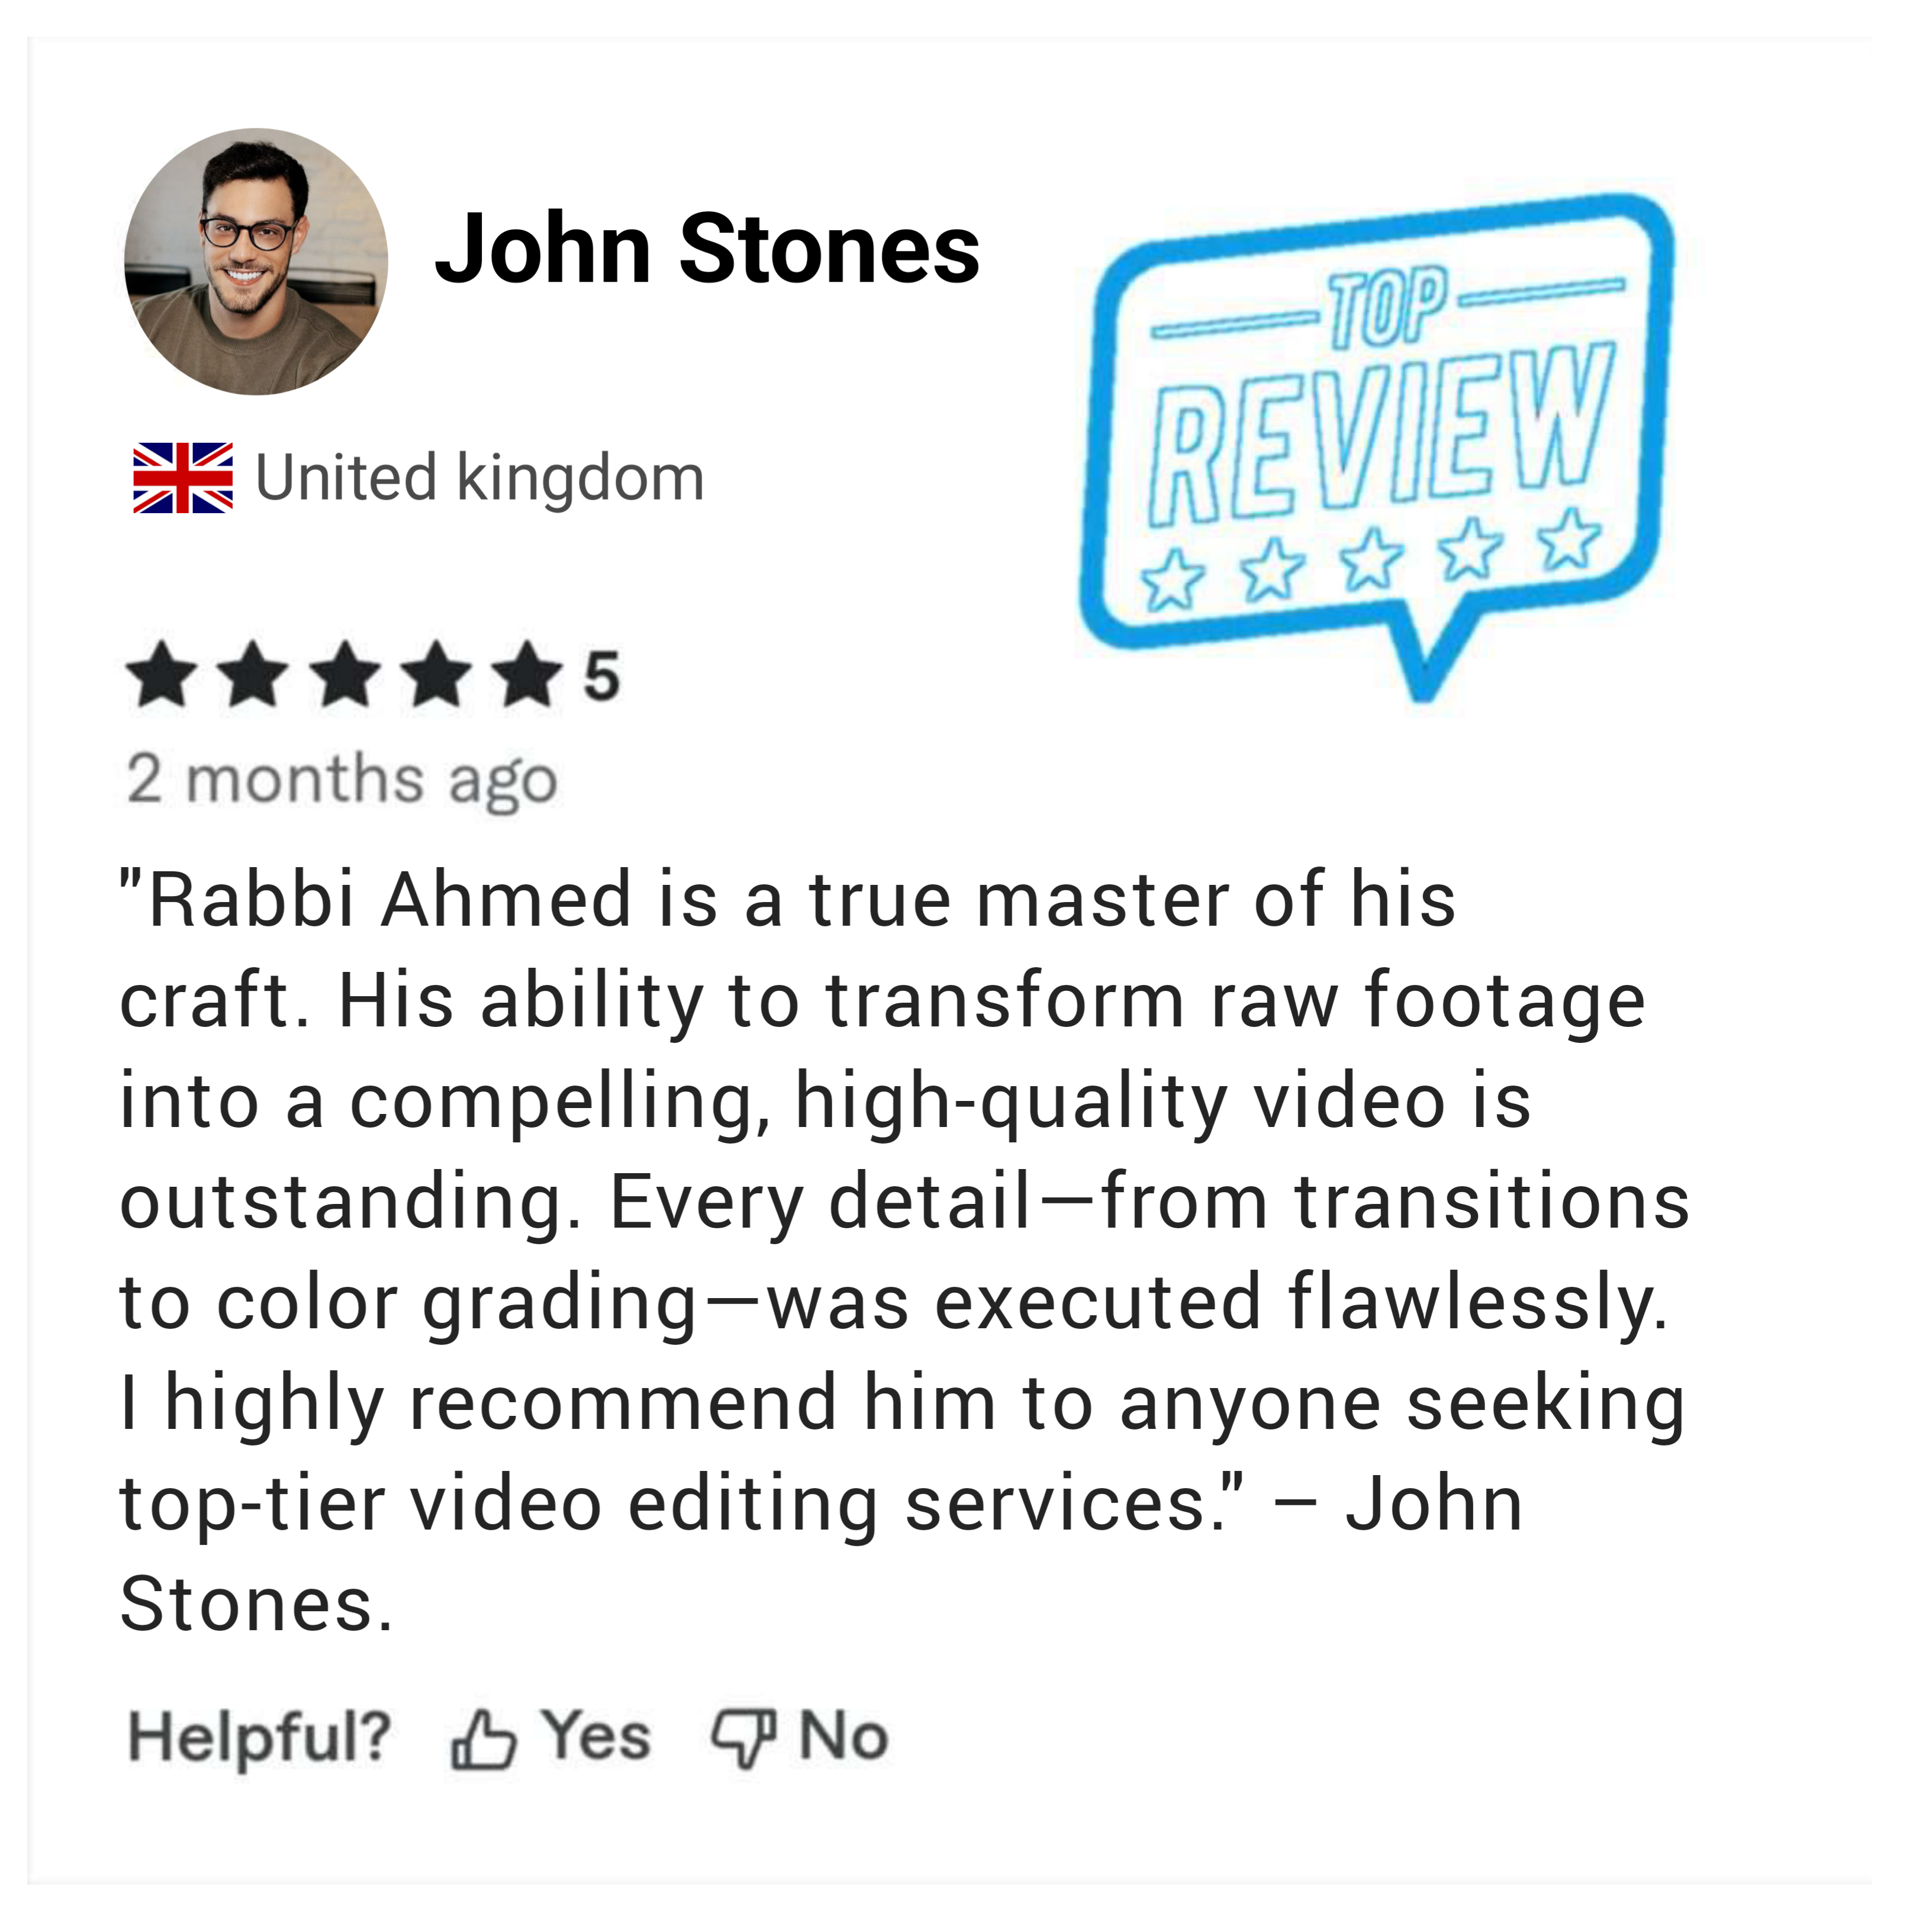 John Stones
TOP
REVIEW
United kingdom
5
2 months ago
"Rabbi Ahmed is a true master of his
craft. His ability to transform raw footage
into a compelling, high-quality video is
outstanding. Every detail—from transitions
to color grading—was executed flawlessly.
I highly recommend him to anyone seeking
top-tier video editing services." – John
Stones.
Helpful? Yes No